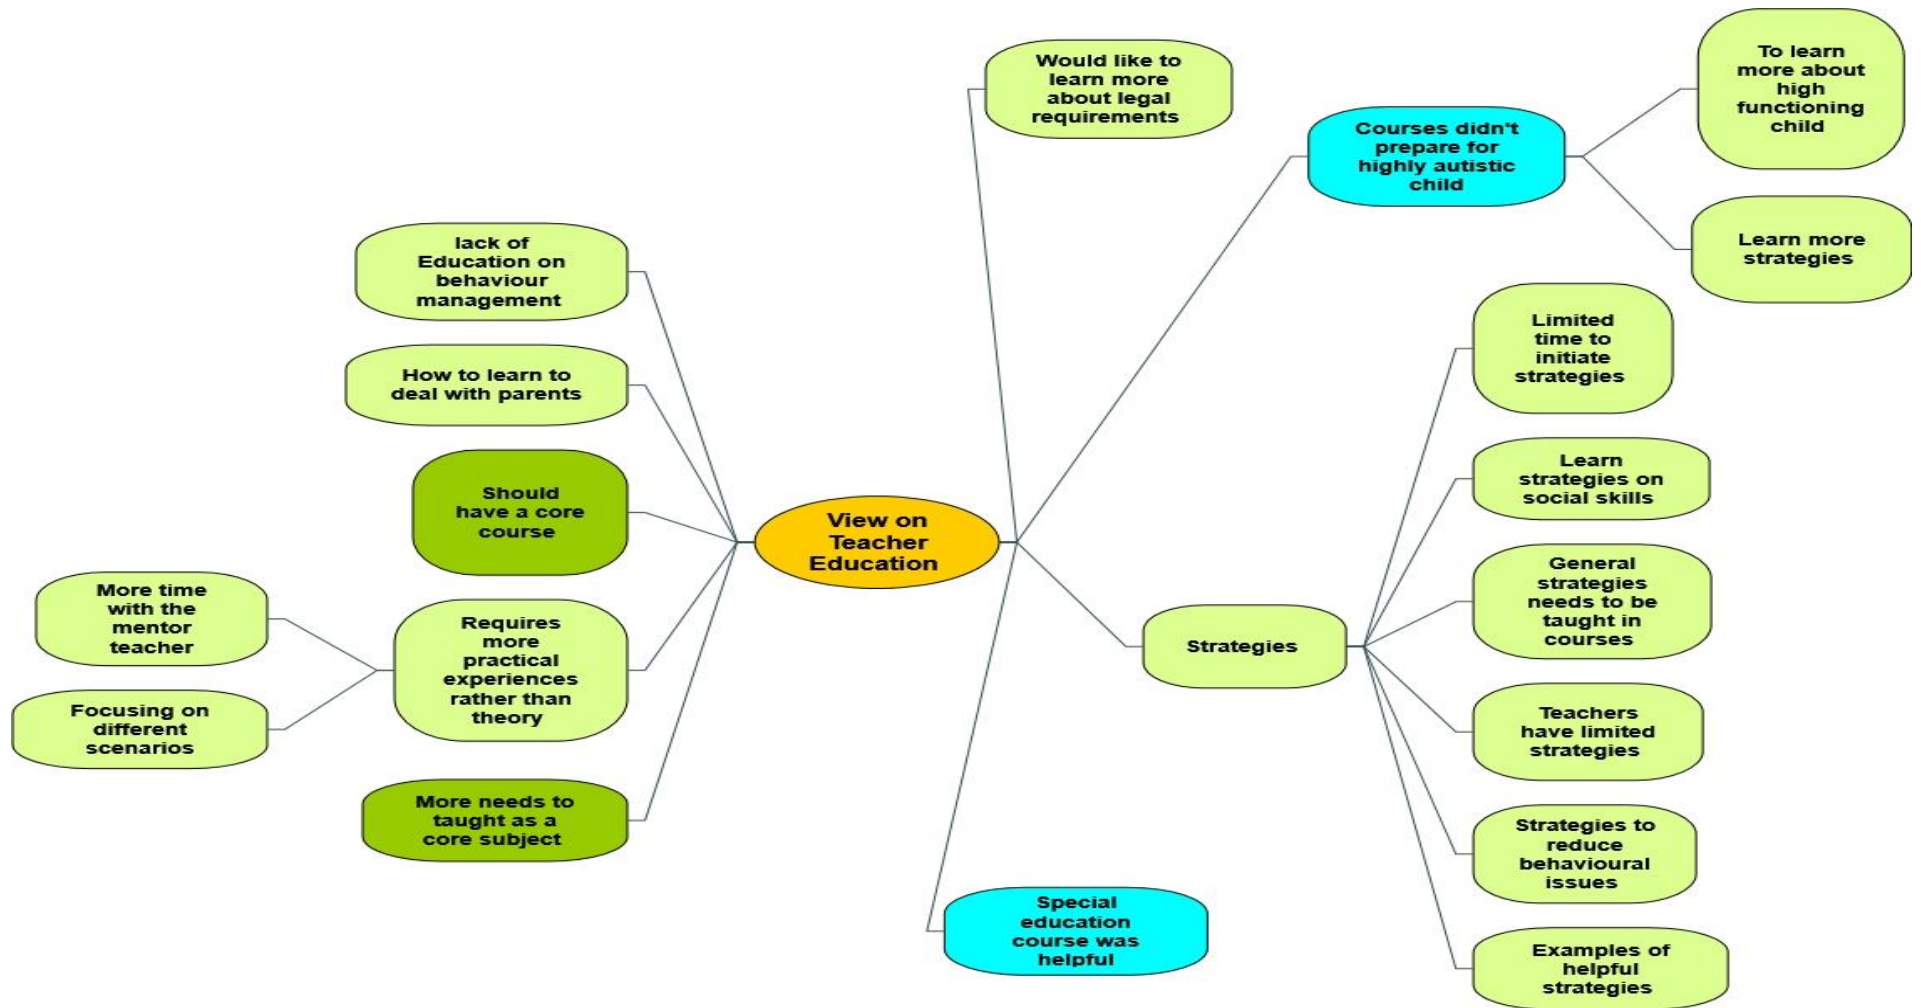 Would like to
learn more
about legal
requirements
To learn
more about
high
functioning
child
Courses didn't
prepare for
highly autistic
child
Learn more
strategies
lack of
Education on
behaviour
management
How to learn to
deal with parents
Should
have a core
course
More time
with the
mentor
teacher
Focusing on
different
scenarios
Requires
more
practical
experiences
rather than
theory
More needs to
taught as a
core subject
View on
Teacher
Education
Strategies
Limited
time to
initiate
strategies
Learn
strategies on
social skills
General
strategies
needs to be
taught in
courses
Teachers
have limited
strategies
Strategies to
reduce
behavioural
issues
Examples of
helpful
strategies
Special
education
course was
helpful